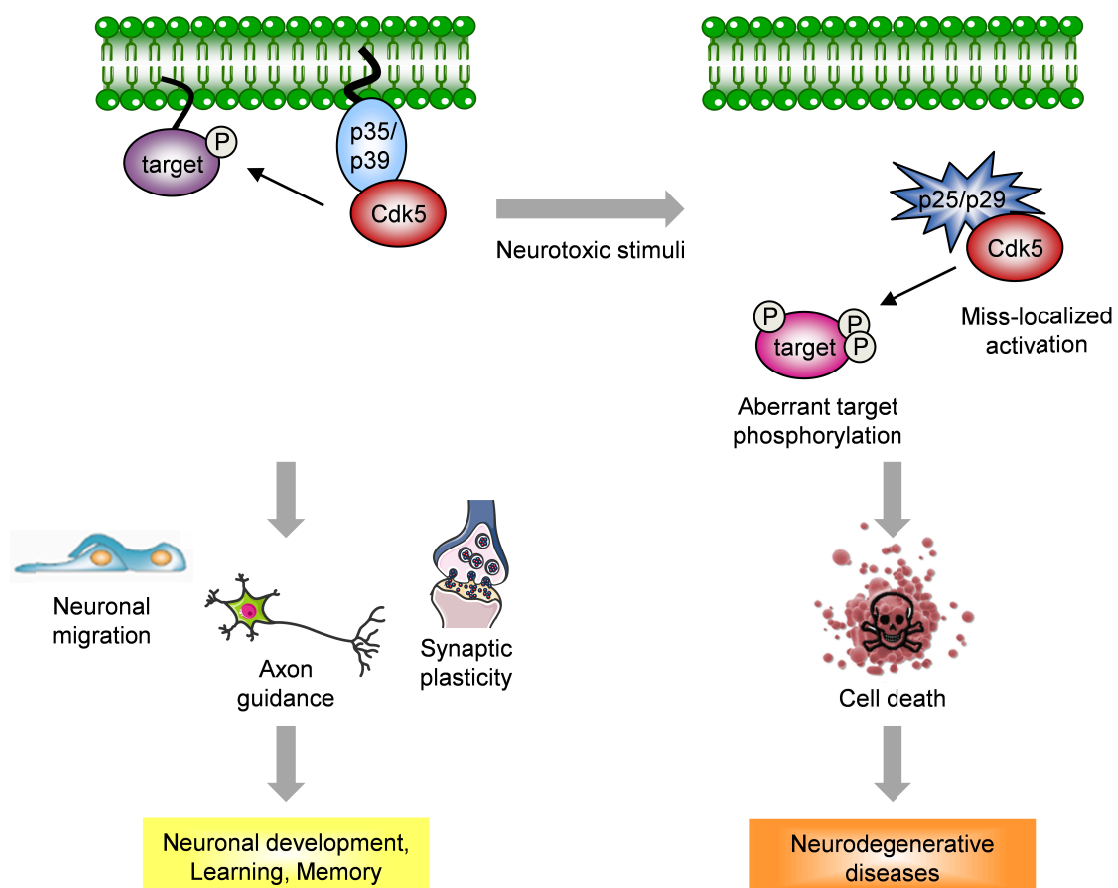 P
target
p35/
p39
Cdk5
Neurotoxic stimuli
p25/p29
Cdk5
Miss-localized
activation
P
P
P
target
Aberrant target
phosphorylation
Neuronal
migration
Axon
guidance
Synaptic
plasticity
Cell death
Neuronal development,
Learning, Memory
Neurodegenerative
diseases